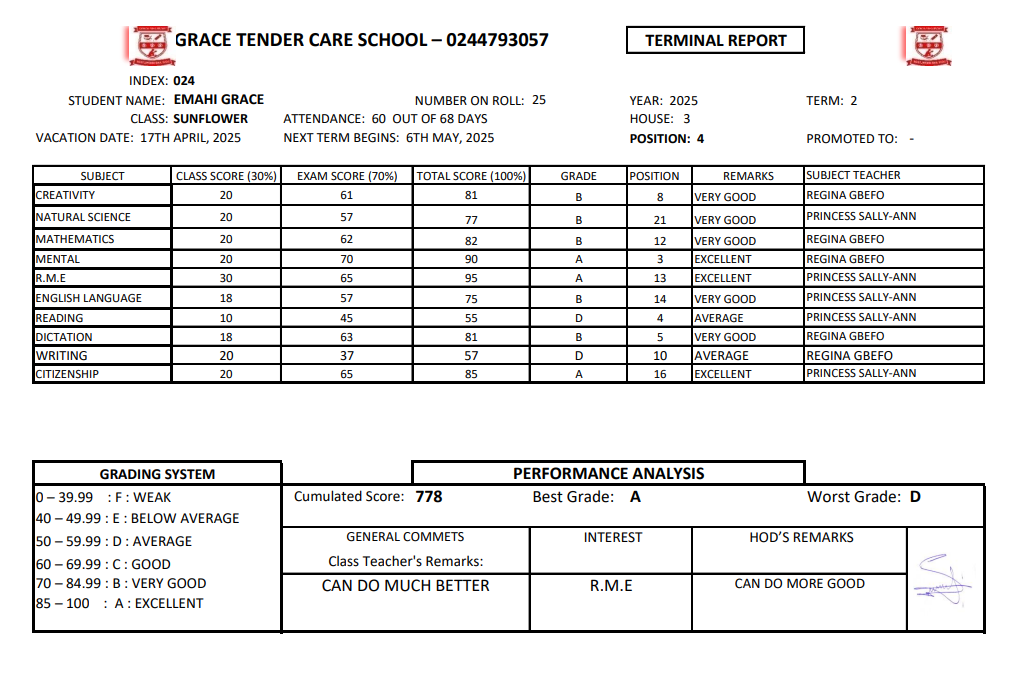 GRACE TENDER CARE SCHOOL – 0244793057
TERMINAL REPORT
INDEX: 024
STUDENT NAME: EMAHI GRACE NUMBER ON ROLL: 25 YEAR: 2025 TERM: 2
CLASS: SUNFLOWER ATTENDANCE: 60 OUT OF 68 DAYS HOUSE: 3
VACATION DATE: 17TH APRIL, 2025 NEXT TERM BEGINS: 6TH MAY, 2025 POSITION: 4 PROMOTED TO: -
SUBJECT CLASS SCORE (30%) EXAM SCORE (70%) TOTAL SCORE (100%) GRADE POSITION REMARKS SUBJECT TEACHER
CREATIVITY 20 61 81 B 8 VERY GOOD REGINA GBEFO
NATURAL SCIENCE 20 57 77 B 21 VERY GOOD PRINCESS SALLY-ANN
MATHEMATICS 20 62 82 B 12 VERY GOOD REGINA GBEFO
MENTAL 20 70 90 A 3 EXCELLENT REGINA GBEFO
R.M.E 30 65 95 A 13 EXCELLENT PRINCESS SALLY-ANN
ENGLISH LANGUAGE 18 57 75 B 14 VERY GOOD PRINCESS SALLY-ANN
READING 10 45 55 D 4 AVERAGE PRINCESS SALLY-ANN
DICTATION 18 63 81 B 5 VERY GOOD REGINA GBEFO
WRITING 20 37 57 D 10 AVERAGE REGINA GBEFO
CITIZENSHIP 20 65 85 A 16 EXCELLENT PRINCESS SALLY-ANN
GRADING SYSTEM
0 – 39.99 : F : WEAK
40 – 49.99 : E : BELOW AVERAGE
50 – 59.99 : D : AVERAGE
60 – 69.99 : C : GOOD
70 – 84.99 : B : VERY GOOD
85 – 100 : A : EXCELLENT
PERFORMANCE ANALYSIS
Cumulated Score: 778 Best Grade: A Worst Grade: D
GENERAL COMMETS INTEREST HOD’S REMARKS
Class Teacher's Remarks:
CAN DO MUCH BETTER R.M.E CAN DO MORE GOOD